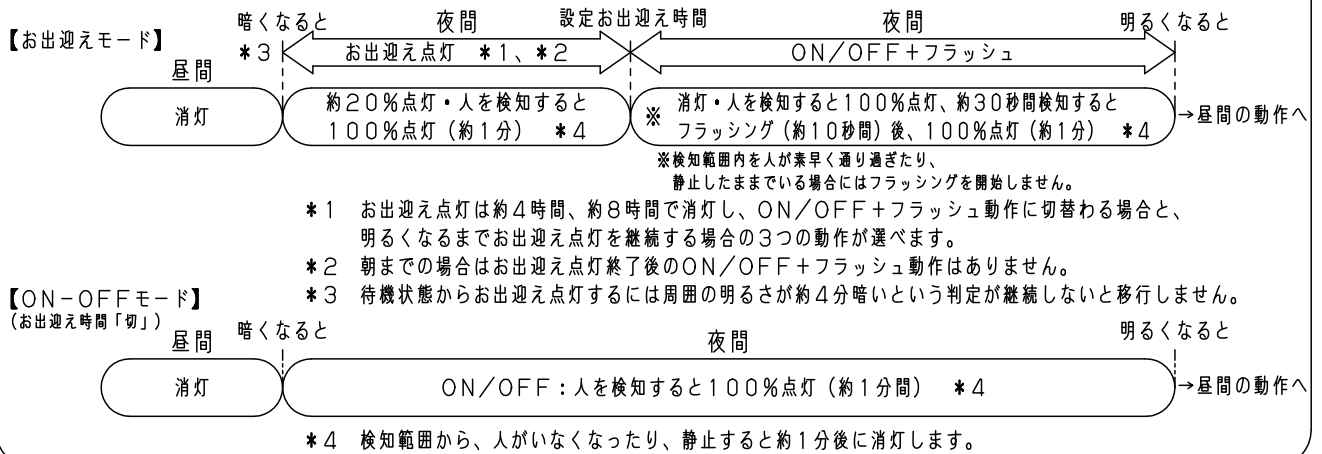 暗くなると 夜間 設定お出迎え時間 夜間 明るくなると
【お出迎えモード】
＊3 お出迎え点灯 ＊1、＊2 ON/OFF+フラッシュ
昼間
消灯
約20%点灯・人を検知すると
100%点灯(約1分) ＊4
※ 消灯・人を検知すると100%点灯、約30秒間検知すると
フラッシング(約10秒間)後、100%点灯(約1分) ＊4
→昼間の動作へ
※検知範囲内を人が素早く通り過ぎたり、
静止したままでいる場合にはフラッシングを開始しません。
＊1 お出迎え点灯は約4時間、約8時間で消灯し、ON/OFF+フラッシュ動作に切替わる場合と、
明るくなるまでお出迎え点灯を継続する場合の3つの動作が選べます。
＊2 朝までの場合はお出迎え点灯終了後のON/OFF+フラッシュ動作はありません。
＊3 待機状態からお出迎え点灯するには周囲の明るさが約4分暗いという判定が継続しないと移行しません。
【ON-OFFモード】
(お出迎え時間「切」)
昼間 暗くなると 夜間 明るくなると
消灯 ON/OFF:人を検知すると100%点灯(約1分間) ＊4 →昼間の動作へ
＊4 検知範囲から、人がいなくなったり、静止すると約1分後に消灯します。